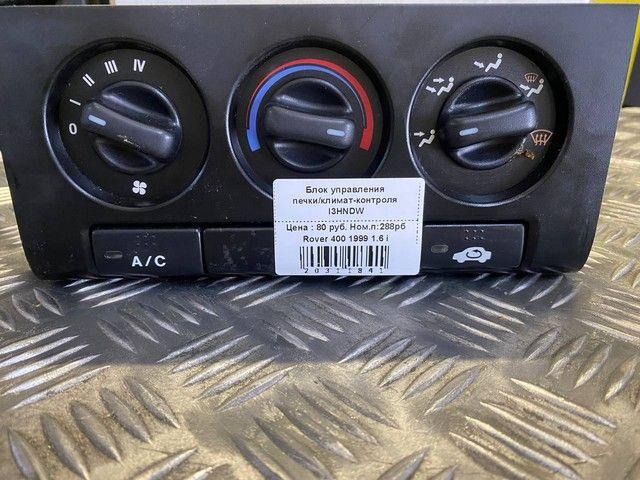 0 I II III IV
Блок управления
печки/климат-контроля
I3HNDW
Цена : 80 руб. Ном.п:288рб
Rover 400 1999 1.6 i
20311841
A/C